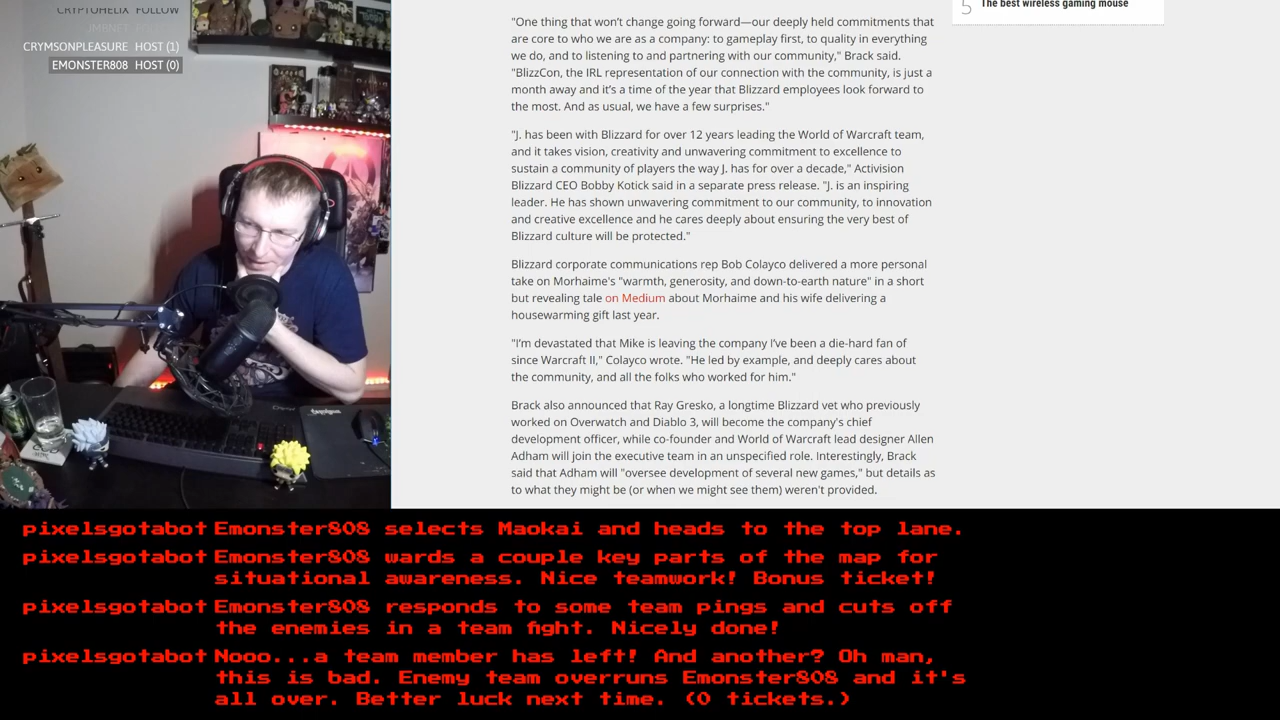 CRYPTOHELIX FOLLOW
JMBNET FOLLOW
CRYMSONPLEASURE HOST (1)
EMONSTER808 HOST (0)
5 The best wireless gaming mouse
"One thing that won't change going forward—our deeply held commitments that
are core to who we are as a company: to gameplay first, to quality in everything
we do, and to listening to and partnering with our community," Brack said.
"BlizzCon, the IRL representation of our connection with the community, is just a
month away and it's a time of the year that Blizzard employees look forward to
the most. And as usual, we have a few surprises."
"J. has been with Blizzard for over 12 years leading the World of Warcraft team,
and it takes vision, creativity and unwavering commitment to excellence to
sustain a community of players the way J. has for over a decade," Activision
Blizzard CEO Bobby Kotick said in a separate press release. "J. is an inspiring
leader. He has shown unwavering commitment to our community, to innovation
and creative excellence and he cares deeply about ensuring the very best of
Blizzard culture will be protected."
Blizzard corporate communications rep Bob Colayco delivered a more personal
take on Morhaime's "warmth, generosity, and down-to-earth nature" in a short
but revealing tale on Medium about Morhaime and his wife delivering a
housewarming gift last year.
"I'm devastated that Mike is leaving the company I've been a die-hard fan of
since Warcraft II," Colayco wrote. "He led by example, and deeply cares about
the community, and all the folks who worked for him."
Brack also announced that Ray Gresko, a longtime Blizzard vet who previously
worked on Overwatch and Diablo 3, will become the company's chief
development officer, while co-founder and World of Warcraft lead designer Allen
Adham will join the executive team in an unspecified role. Interestingly, Brack
said that Adham will "oversee development of several new games," but details as
to what they might be (or when we might see them) weren't provided.
pixelsgotabot Emonster808 selects Maokai and heads to the top lane.
pixelsgotabot Emonster808 wards a couple key parts of the map for
situational awareness. Nice teamwork! Bonus ticket!
pixelsgotabot Emonster808 responds to some team pings and cuts off
the enemies in a team fight. Nicely done!
pixelsgotabot Nooo...a team member has left! And another? Oh man,
this is bad. Enemy team overruns Emonster808 and it's
all over. Better luck next time. (0 tickets.)